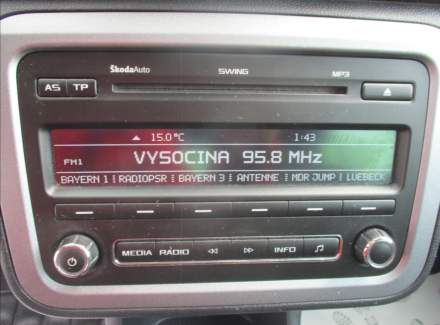 ŠkodaAuto SWING MP3
AS TP
15.0 °C 1:43
FM1 VYSOCINA 95.8 MHz
BAYERN 1 | RADIOPSR | BAYERN 3 | ANTENNE | MDR JUMP | LUEBECK
MEDIA RÁDIO INFO